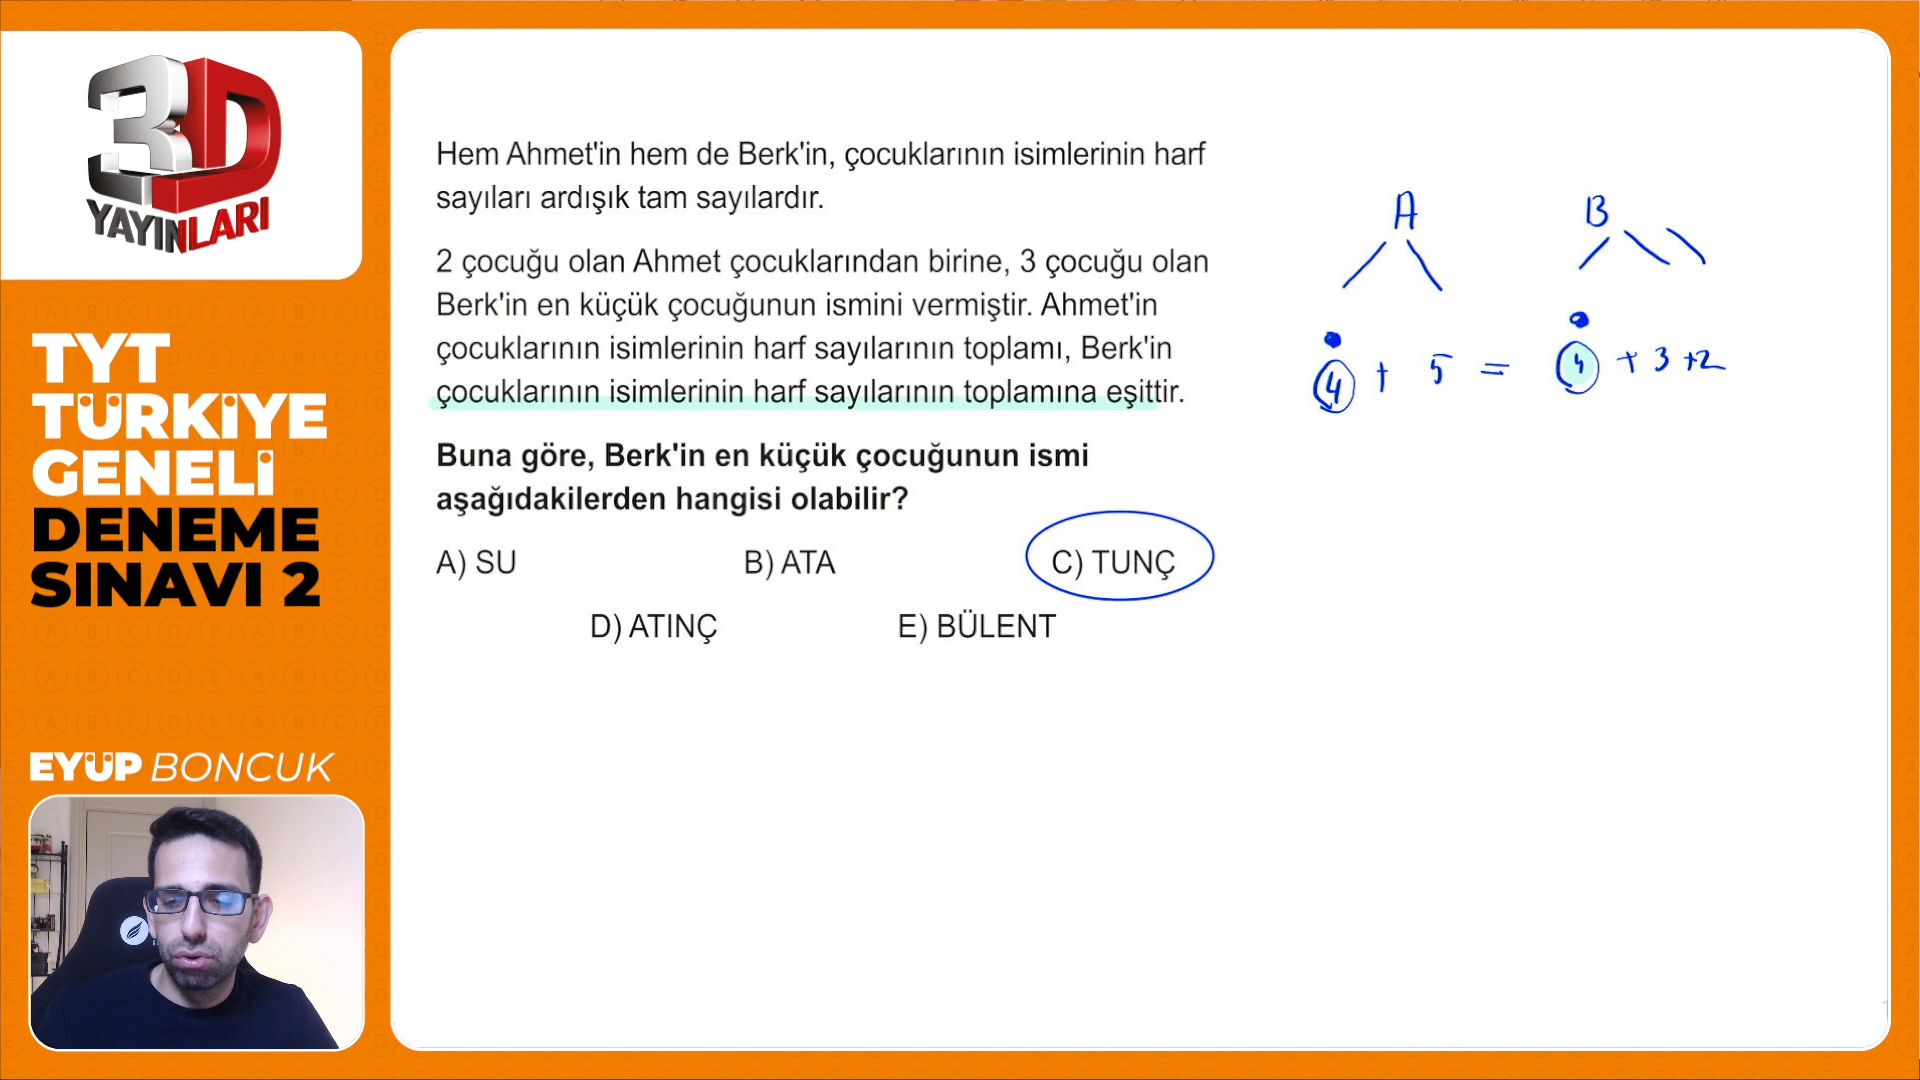 3D
YAYINLARI
TYT
TÜRKİYE
GENELİ
DENEME
SINAVI 2
EYÜP BONCUK
Hem Ahmet'in hem de Berk'in, çocuklarının isimlerinin harf
sayıları ardışık tam sayılardır.
2 çocuğu olan Ahmet çocuklarından birine, 3 çocuğu olan
Berk'in en küçük çocuğunun ismini vermiştir. Ahmet'in
çocuklarının isimlerinin harf sayılarının toplamı, Berk'in
çocuklarının isimlerinin harf sayılarının toplamına eşittir.
Buna göre, Berk'in en küçük çocuğunun ismi
aşağıdakilerden hangisi olabilir?
A) SU B) ATA C) TUNÇ
D) ATINÇ E) BÜLENT
A B
4 + 5 = 4 + 3 + 2